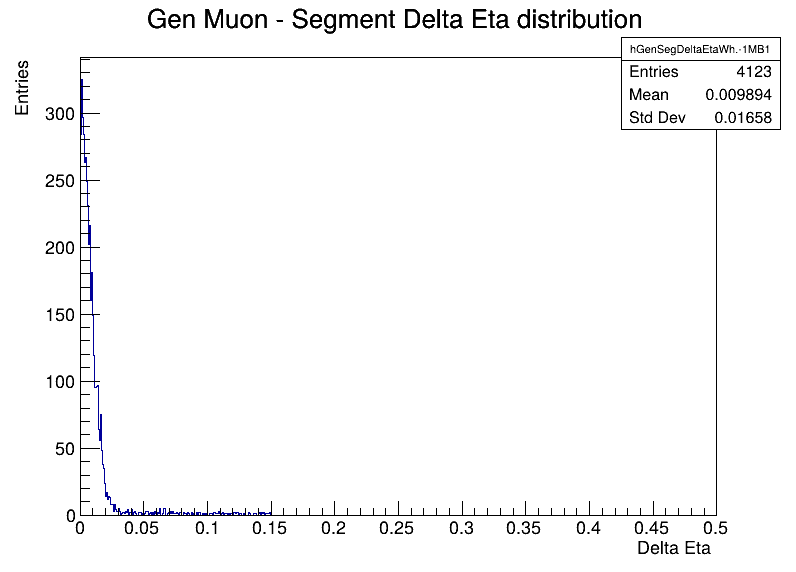 Gen Muon - Segment Delta Eta distribution
hGenSegDeltaEtaWh.-1MB1
Entries 4123
Mean 0.009894
Std Dev 0.01658
Entries
300
250
200
150
100
50
0
0 0.05 0.1 0.15 0.2 0.25 0.3 0.35 0.4 0.45 0.5
Delta Eta